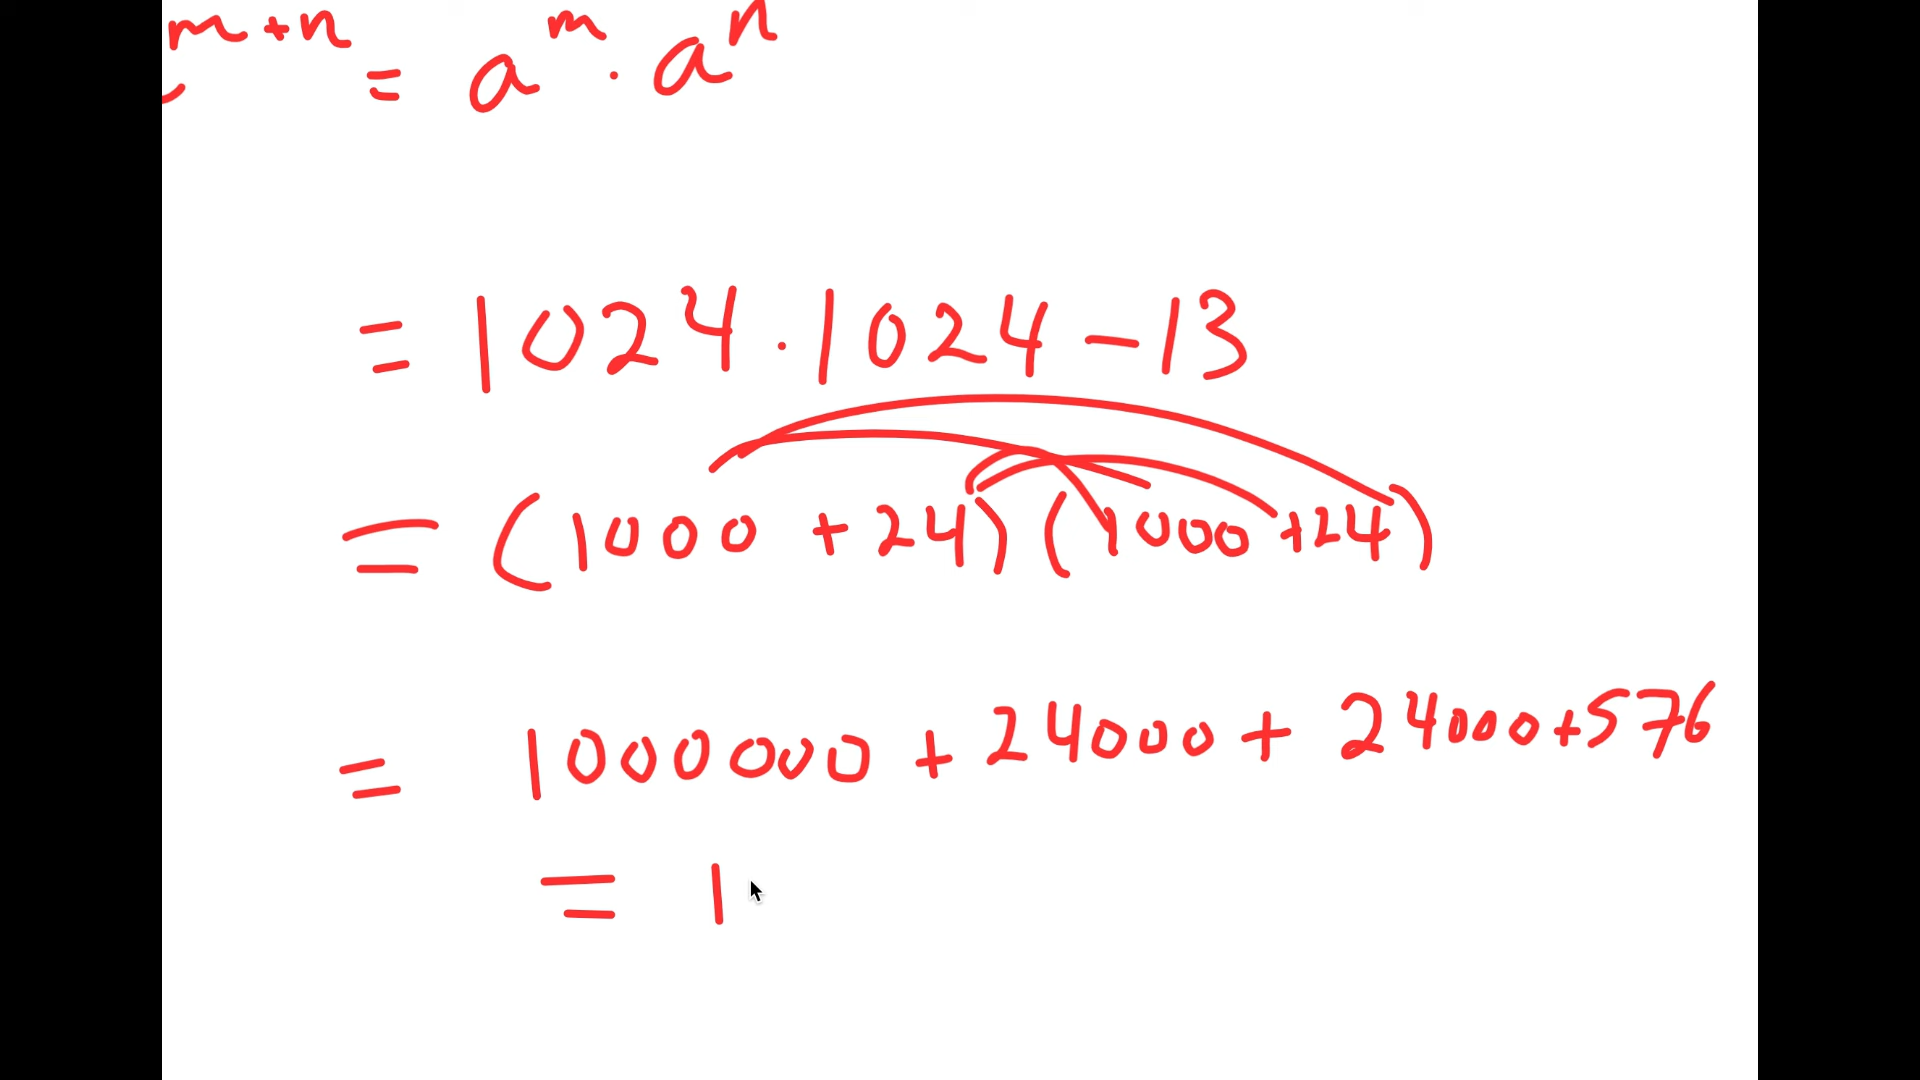 m+n = a^m · a^n
= 1024 · 1024 - 13
= (1000 + 24) (1000 + 24)
= 1000000 + 24000 + 24000 + 576
= 1